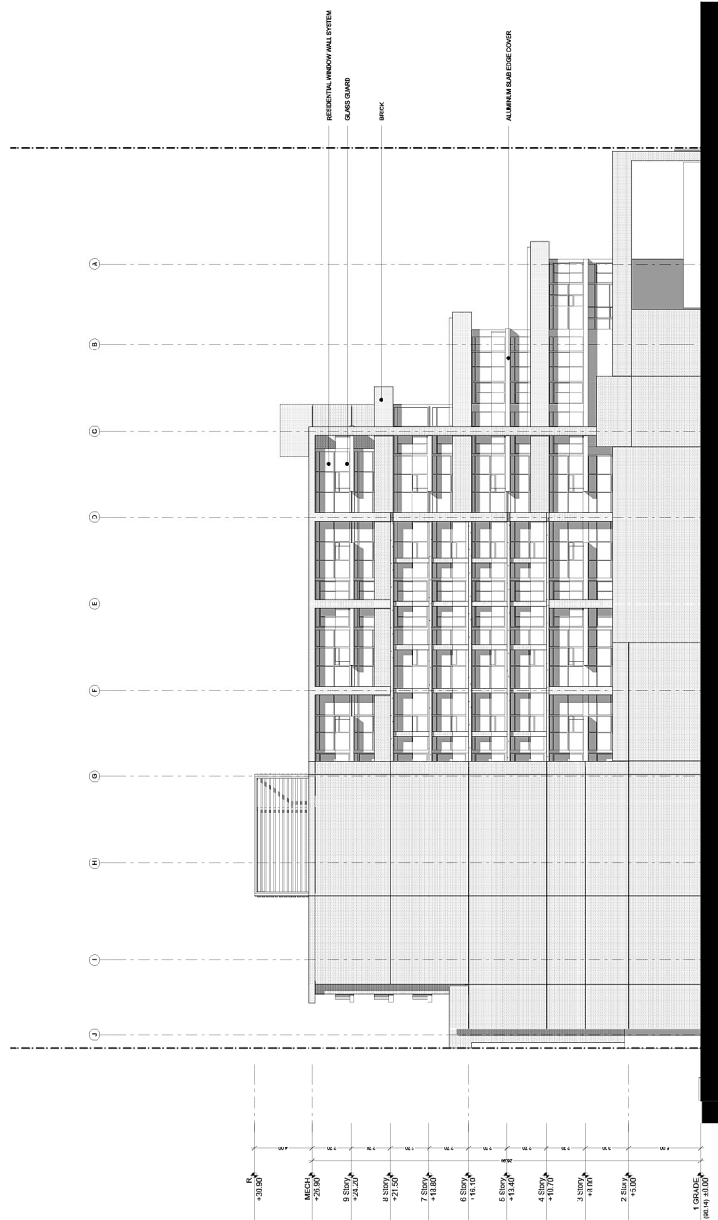 RESIDENTIAL WINDOW WALL SYSTEM
GLASS GUARD
BRICK
ALUMINUM SLAB EDGE COVER
A
B
C
D
E
F
G
H
I
J
R
+30.90
MECH
+26.90
9 Story
+24.20
8 Story
+21.50
7 Story
+18.80
6 Story
+16.10
5 Story
+13.40
4 Story
+10.70
3 Story
+8.00
2 Story
+5.00
1 GRADE
±0.00